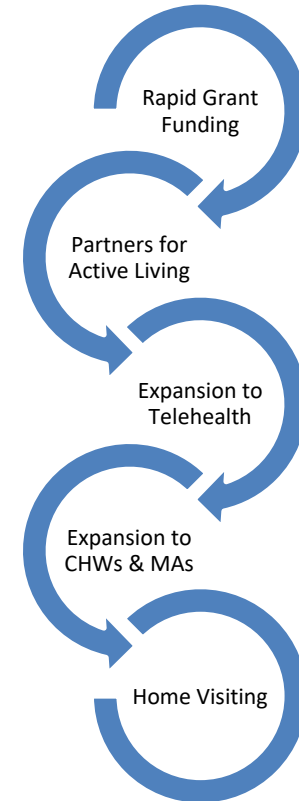 Rapid Grant
Funding
Partners for
Active Living
Expansion to
Telehealth
Expansion to
CHWs & MAs
Home Visiting